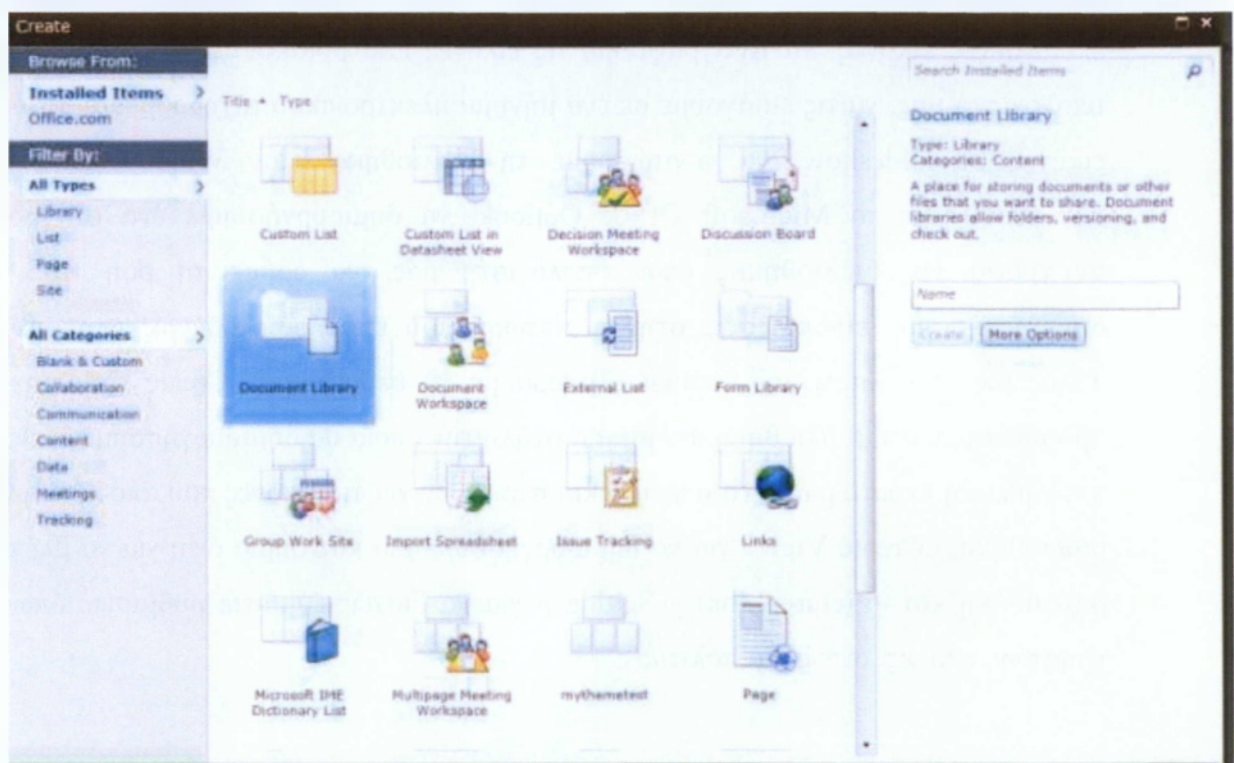 Create
Browse From:
Installed Items
Office.com
Filter By:
All Types
Library
List
Page
Site
All Categories
Blank & Custom
Collaboration
Communication
Content
Data
Meetings
Tracking
Title Type
Custom List
Custom List in
Datasheet View
Decision Meeting
Workspace
Discussion Board
Document Library
Document
Workspace
External List
Form Library
Group Work Site
Import Spreadsheet
Issue Tracking
Links
Microsoft IME
Dictionary List
Multipage Meeting
Workspace
mythemetest
Page
Search Installed Items
Document Library
Type: Library
Categories: Content
A place for storing documents or other
files that you want to share. Document
libraries allow folders, versioning, and
check out.
Name
Create More Options